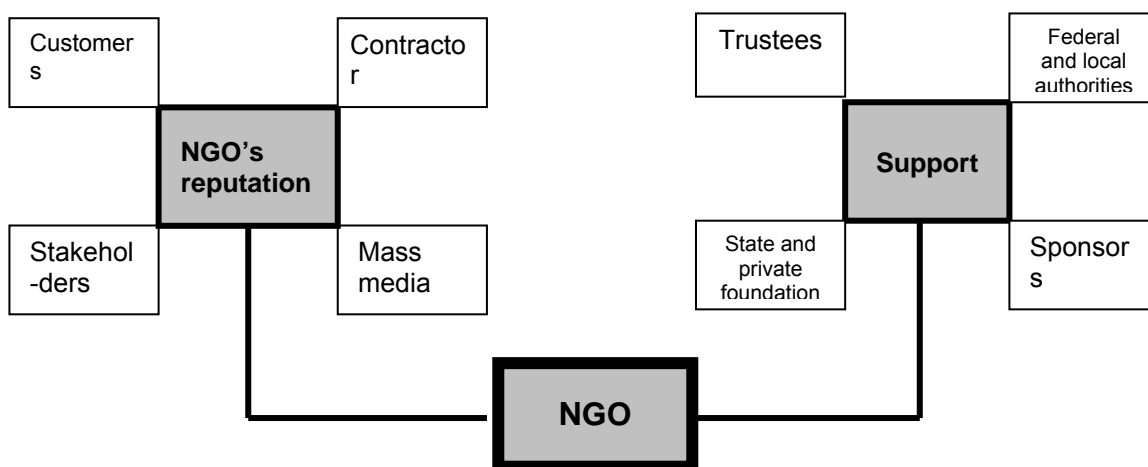 Customer
s
Contracto
r
NGO’s
reputation
Stakehol
-ders
Mass
media
Trustees
Federal
and local
authorities
Support
State and
private
foundation
Sponsor
s
NGO